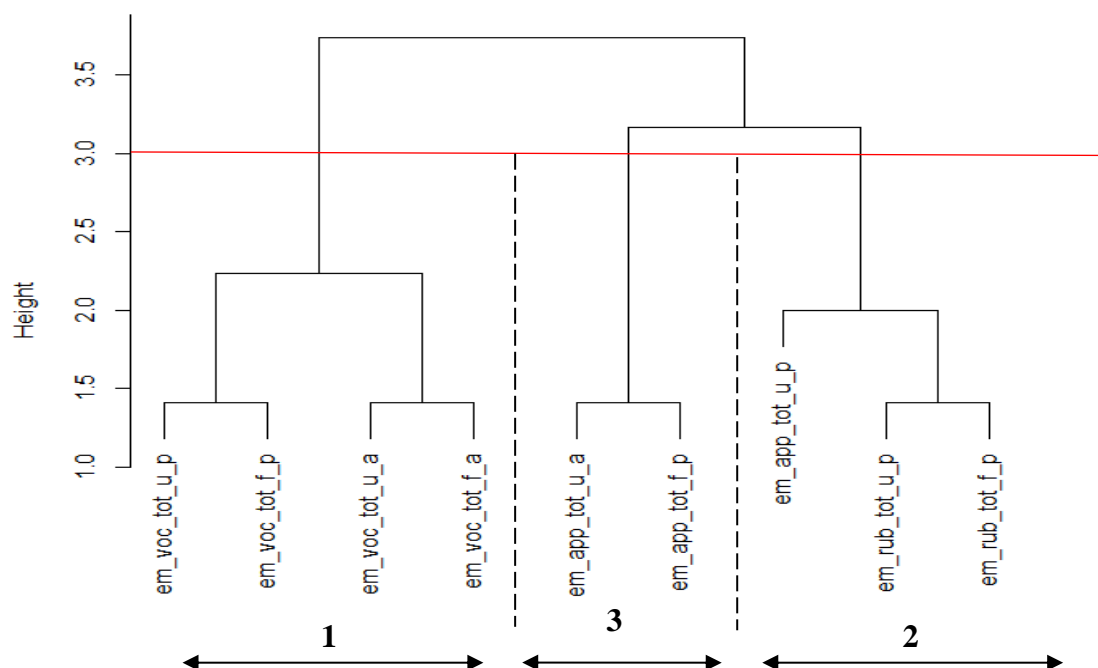 3.5
3.0
2.5
2.0
1.5
1.0
Height
em_voc_tot_u_p
em_voc_tot_f_p
em_voc_tot_u_a
em_voc_tot_f_a
em_app_tot_u_a
em_app_tot_f_p
em_app_tot_u_p
em_rub_tot_u_p
em_rub_tot_f_p
1
3
2